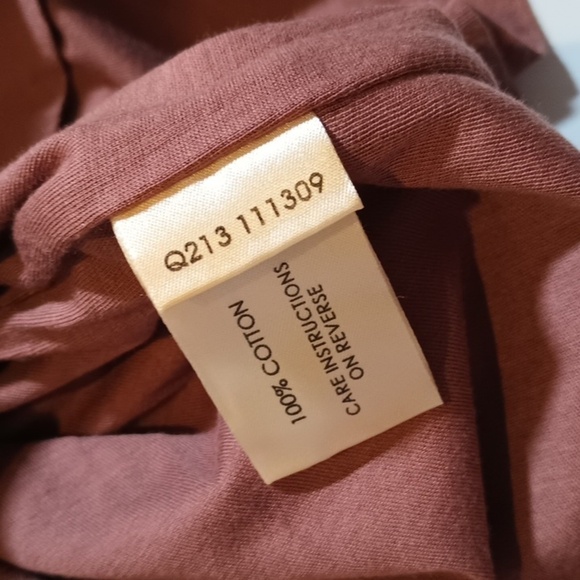 Q213 111309
100% COTTON
CARE INSTRUCTIONS
ON REVERSE